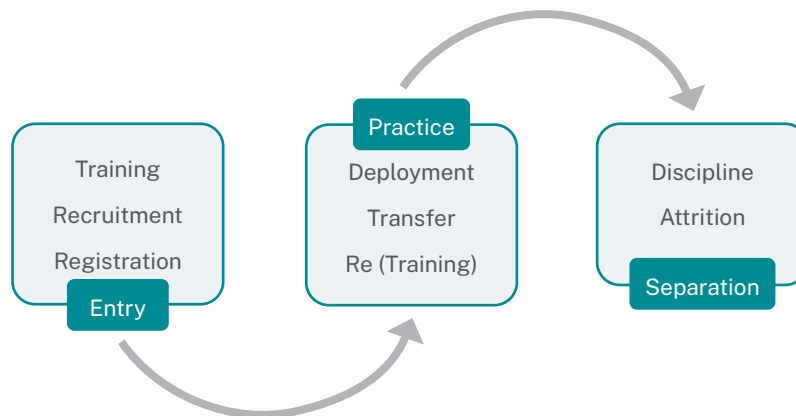 Training
Recruitment
Registration
Entry
Practice
Deployment
Transfer
Re (Training)
Discipline
Attrition
Separation